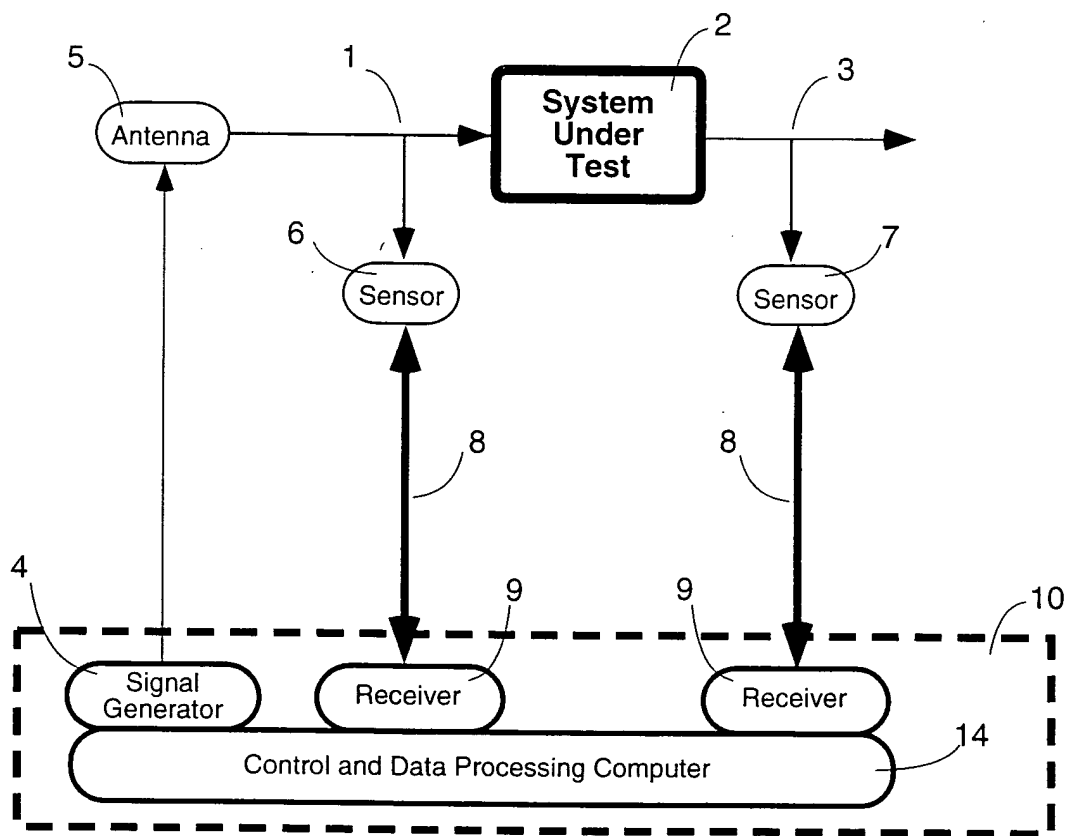 5
1
2
3
Antenna
System
Under
Test
6
7
Sensor
Sensor
8
8
4
9
9
10
Signal
Generator
Receiver
Receiver
14
Control and Data Processing Computer